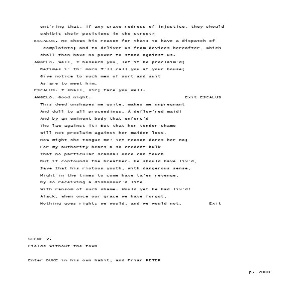 ent'ring that, if any crave redress of injustice, they should
exhibit their petitions in the street?
ESCALUS. He shows his reason for that: to have a dispatch of
complaints; and to deliver us from devices hereafter, which
shall then have no power to stand against us.
ANGELO. Well, I beseech you, let it be proclaim'd;
Betimes i' th' morn I'll call you at your house;
Give notice to such men of sort and suit
As are to meet him.
ESCALUS. I shall, sir; fare you well.
ANGELO. Good night. Exit ESCALUS
This deed unshapes me quite, makes me unpregnant
And dull to all proceedings. A deflow'red maid!
And by an eminent body that enforc'd
The law against it! But that her tender shame
Will not proclaim against her maiden loss,
How might she tongue me! Yet reason dares her no;
For my authority bears a so credent bulk
That no particular scandal once can touch
But it confounds the breather. He should have liv'd,
Save that his riotous youth, with dangerous sense,
Might in the times to come have ta'en revenge,
By so receiving a dishonour'd life
With ransom of such shame. Would yet he had liv'd!
Alack, when once our grace we have forgot,
Nothing goes right; we would, and we would not. Exit
SCENE
Fields without the town
Enter DUKE in his own habit, and Friar PETER